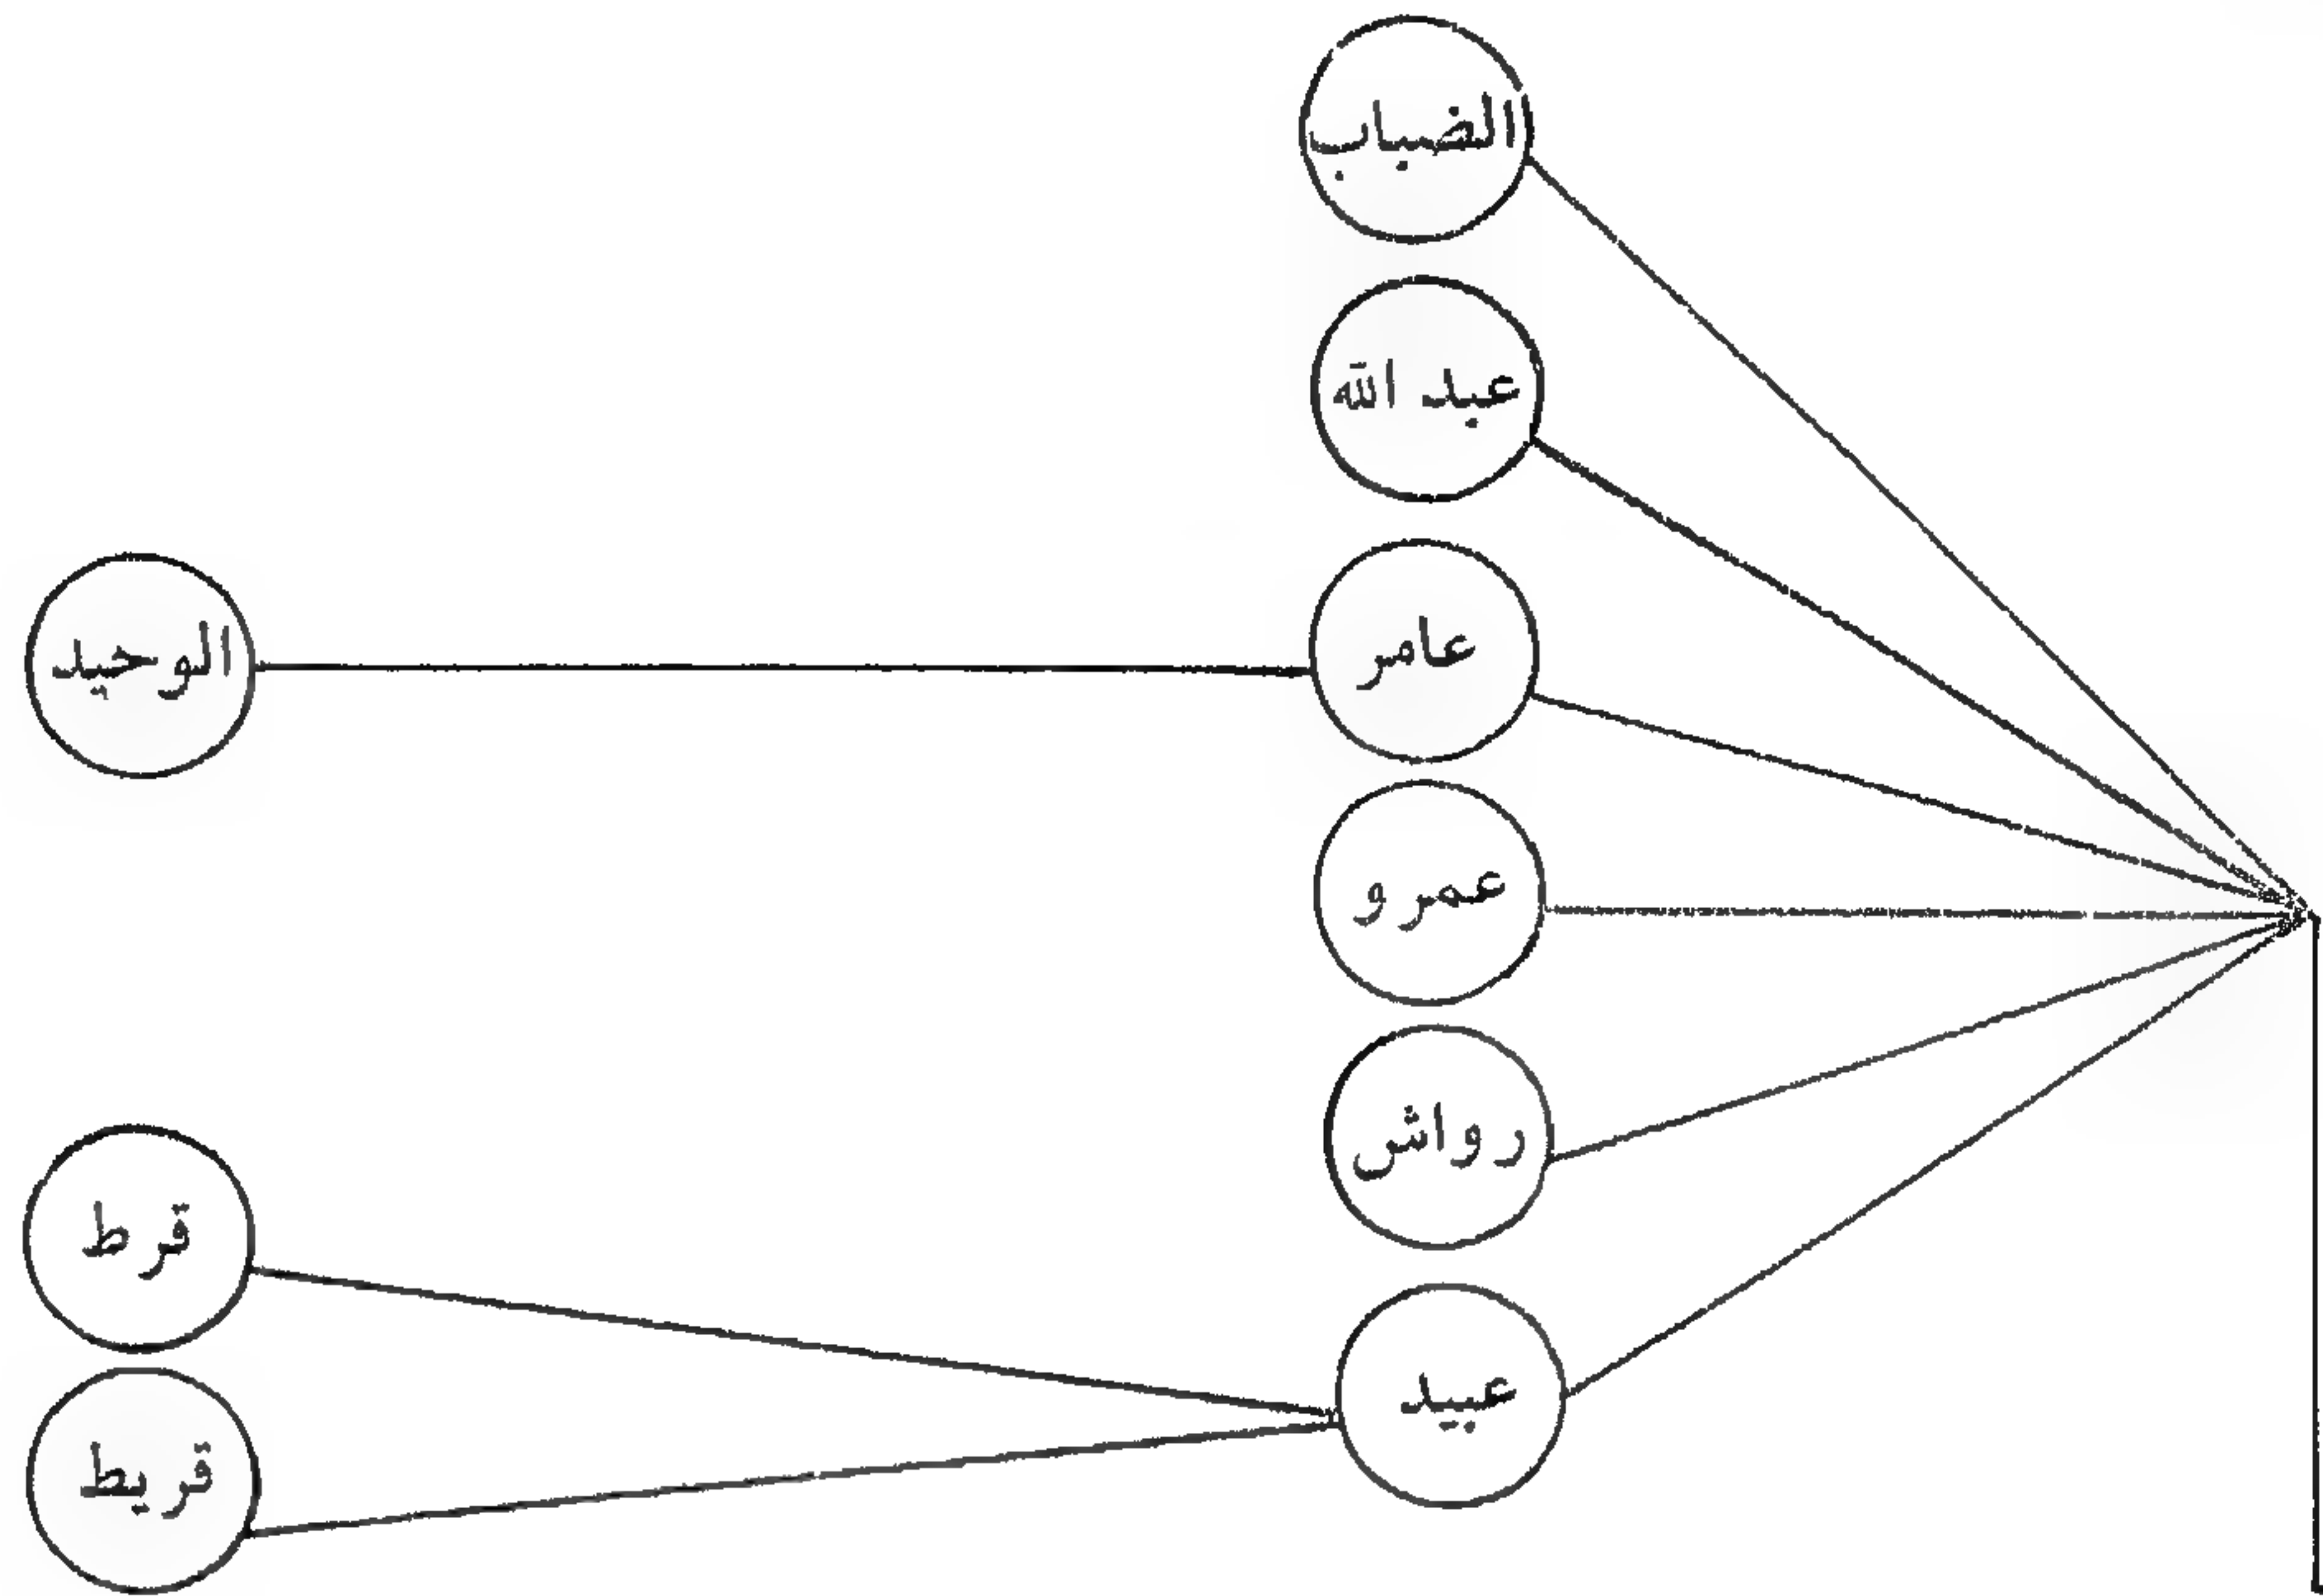 الضباب
عبد الله
عامر
الوحيد
عمرو
رواش
قرط
عبيد
قريط